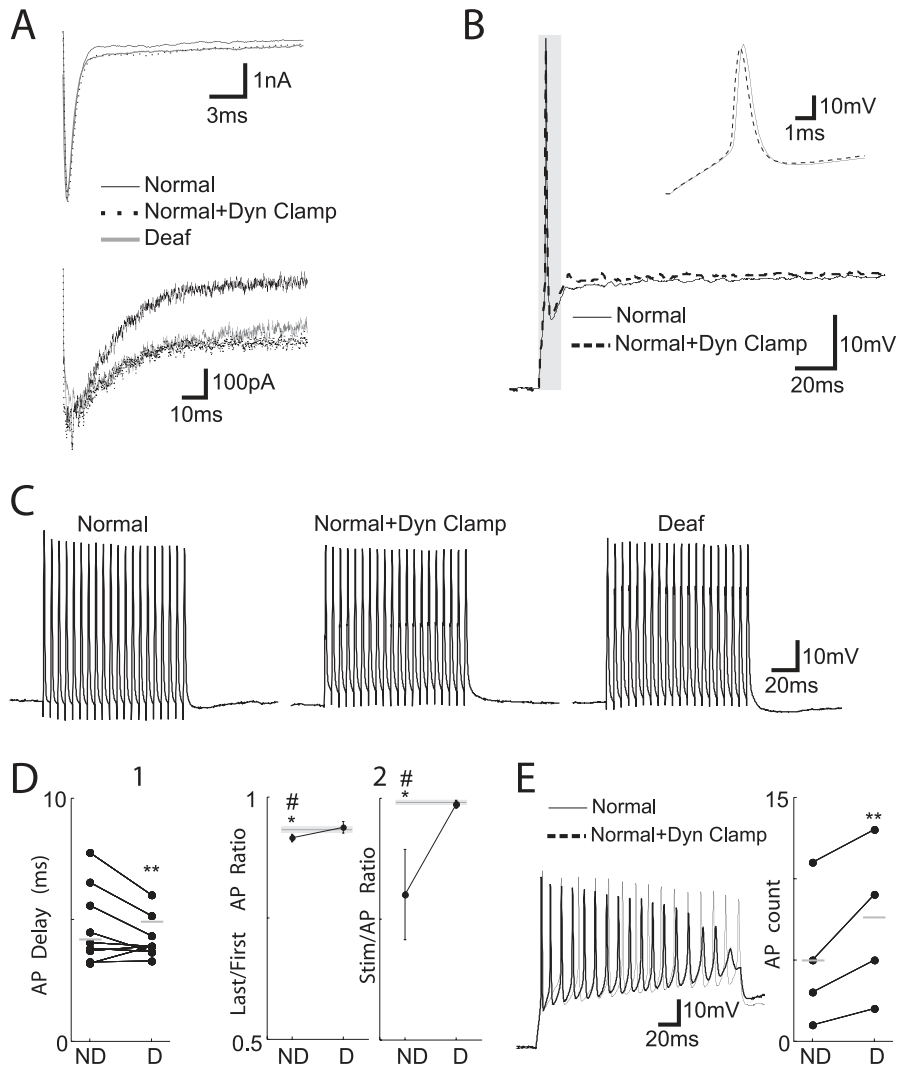 A
1nA
3ms
Normal
Normal+Dyn Clamp
Deaf
100pA
10ms
B
10mV
1ms
Normal
Normal+Dyn Clamp
10mV
20ms
C
Normal
Normal+Dyn Clamp
Deaf
10mV
20ms
D
1
10
AP Delay (ms)
**
0
ND
D
2
1
Last/First AP Ratio
#
*
0.5
ND
D
Stim/AP Ratio
#
*
ND
D
E
Normal
Normal+Dyn Clamp
10mV
20ms
15
AP count
**
0
ND
D